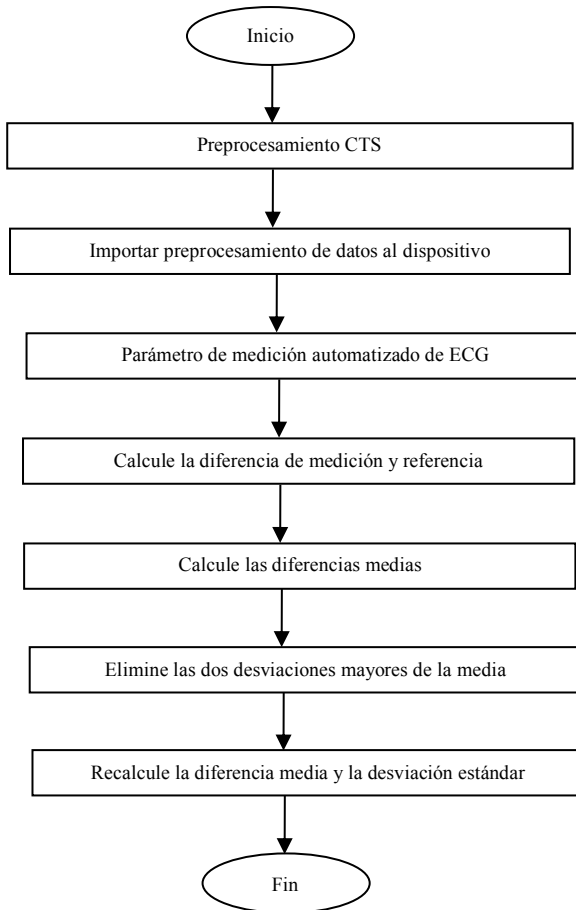 Inicio
Preprocesamiento CTS
Importar preprocesamiento de datos al dispositivo
Parámetro de medición automatizado de ECG
Calcule la diferencia de medición y referencia
Calcule las diferencias medias
Elimine las dos desviaciones mayores de la media
Recalcule la diferencia media y la desviación estándar
Fin